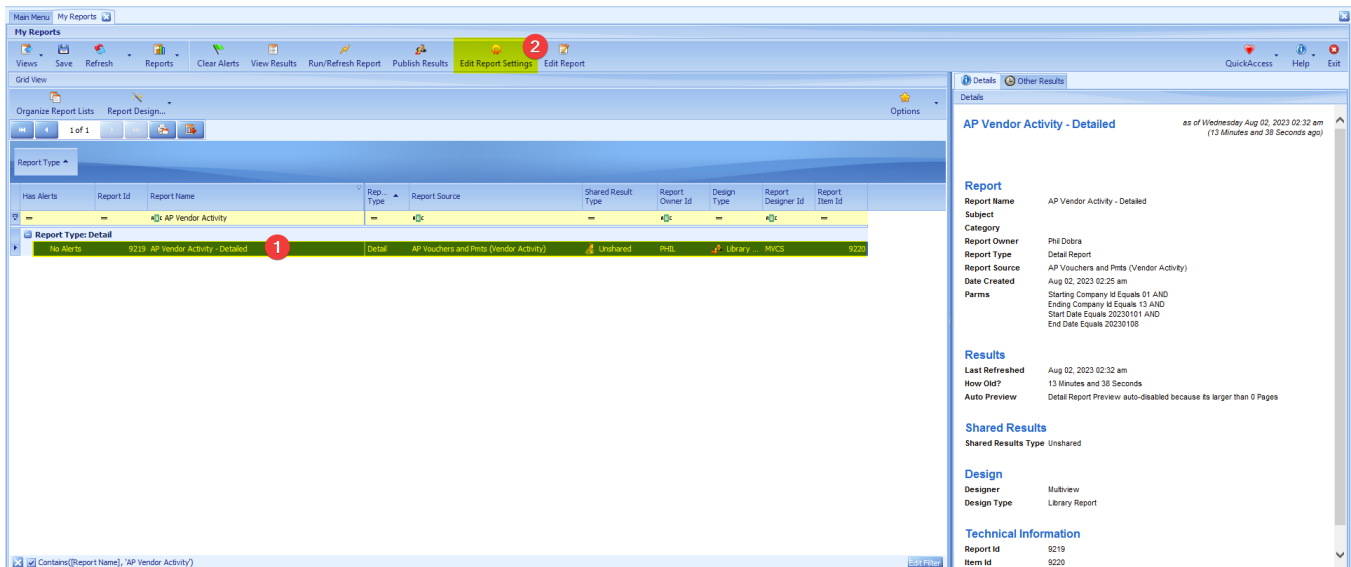 Main Menu My Reports
My Reports
Views Save Refresh Reports Clear Alerts View Results Run/Refresh Report Publish Results Edit Report Settings 2 Edit Report QuickAccess Help Exit
Grid View
Organize Report Lists Report Design... Options
1 of 1
Report Type
Has Alerts Report Id Report Name Rep... Type Report Source Shared Result Type Report Owner Id Design Type Report Designer Id Report Item Id
= = AP Vendor Activity = = = =
Report Type: Detail
No Alerts 9219 AP Vendor Activity - Detailed 1 Detail AP Vouchers and Pmts (Vendor Activity) Unshared PHIL Library ... MVCS 9220
Contains([Report Name], 'AP Vendor Activity') Edit Filter
Details Other Results
Details
AP Vendor Activity - Detailed as of Wednesday Aug 02, 2023 02:32 am
(13 Minutes and 38 Seconds ago)
Report
Report Name AP Vendor Activity - Detailed
Subject
Category
Report Owner Phil Dobra
Report Type Detail Report
Report Source AP Vouchers and Pmts (Vendor Activity)
Date Created Aug 02, 2023 02:25 am
Parms Starting Company Id Equals 01 AND
Ending Company Id Equals 13 AND
Start Date Equals 20230101 AND
End Date Equals 20230108
Results
Last Refreshed Aug 02, 2023 02:32 am
How Old? 13 Minutes and 38 Seconds
Auto Preview Detail Report Preview auto-disabled because its larger than 0 Pages
Shared Results
Shared Results Type Unshared
Design
Designer Multiview
Design Type Library Report
Technical Information
Report Id 9219
Item Id 9220